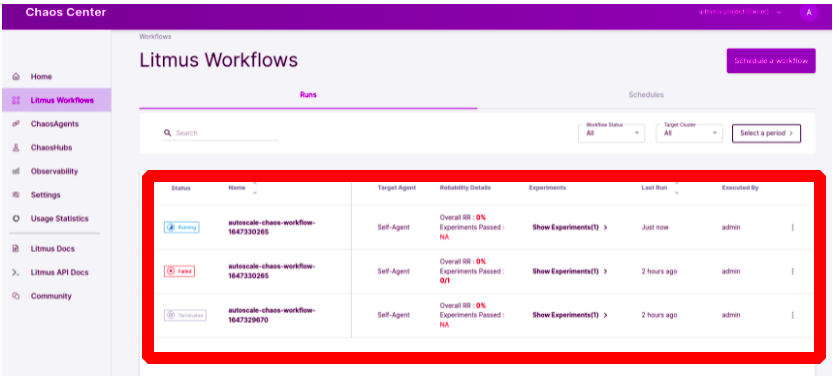 Chaos Center
admin's project(Owner)
A
Home
Litmus Workflows
ChaosAgents
ChaosHubs
Observability
Settings
Usage Statistics
Litmus Docs
Litmus API Docs
Community
Workflows
Litmus Workflows
Schedule a workflow
Runs
Schedules
Search
Workflow Status
All
Target Cluster
All
Select a period >
Status Name Target Agent Reliability Details Experiments Last Run Executed By
Running
autoscale-chaos-workflow-
1647330265
Self-Agent
Overall RR : 0%
Experiments Passed :
NA
Show Experiments(1) >
Just now
admin
Failed
autoscale-chaos-workflow-
1647330265
Self-Agent
Overall RR : 0%
Experiments Passed :
0/1
Show Experiments(1) >
2 hours ago
admin
Terminated
autoscale-chaos-workflow-
1647329670
Self-Agent
Overall RR : 0%
Experiments Passed :
NA
Show Experiments(1) >
2 hours ago
admin